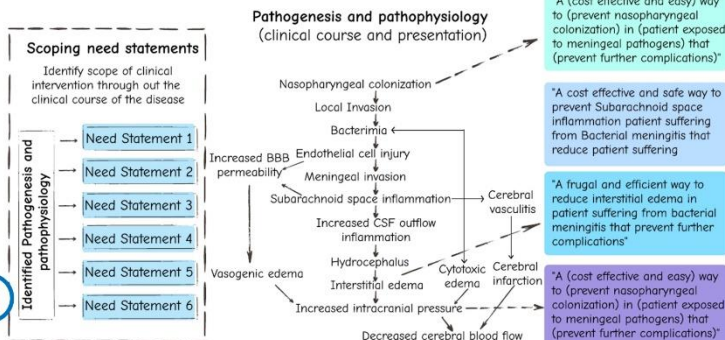 Scoping need statements
Identify scope of clinical
intervention through out the
clinical course of the disease
Identified Pathogenesis and
pathophysiology
Need Statement 1
Need Statement 2
Need Statement 3
Need Statement 4
Need Statement 5
Need Statement 6
Pathogenesis and pathophysiology
(clinical course and presentation)
Nasopharyngeal colonization
Local Invasion
Bacterimia
Endothelial cell injury
Increased BBB
permeability
Meningeal invasion
Subarachnoid space inflammation
Cerebral
vasculitis
Increased CSF outflow
inflammation
Hydrocephalus
Vasogenic edema
Interstitial edema
Cytotoxic
edema
Cerebral
infarction
Increased intracranial pressure
Decreased cerebral blood flow
"A (cost effective and easy) way
to (prevent nasopharyngeal
colonization) in (patient exposed
to meningeal pathogens) that
(prevent further complications)"
"A cost effective and safe way to
prevent Subarachnoid space
inflammation patient suffering
from Bacterial meningitis that
reduce patient suffering
"A frugal and efficient way to
reduce interstitial edema in
patient suffering from bacterial
meningitis that prevent further
complications"
"A (cost effective and easy) way
to (prevent nasopharyngeal
colonization) in (patient exposed
to meningeal pathogens) that
(prevent further complications)"